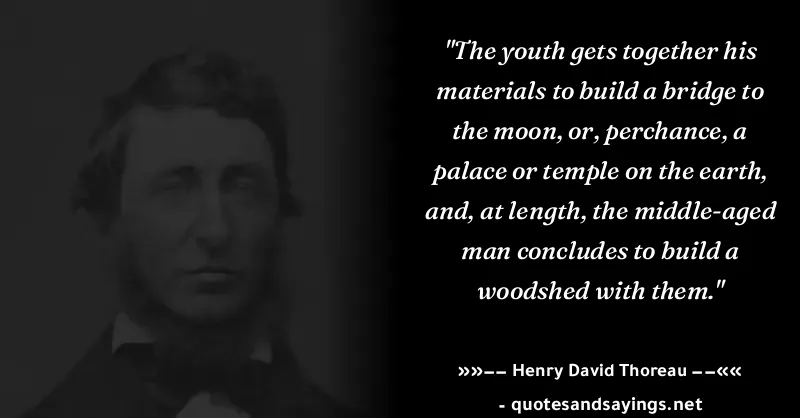 "The youth gets together his
materials to build a bridge to
the moon, or, perchance, a
palace or temple on the earth,
and, at length, the middle-aged
man concludes to build a
woodshed with them."
»»−− Henry David Thoreau −−««
- quotesandsayings.net